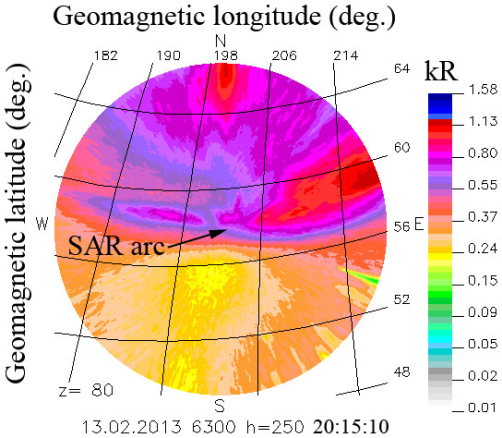 Geomagnetic longitude (deg.)
182 190 N 198 206 214
64
kR
1.58
1.13
0.80
0.55
0.37
0.24
0.15
0.09
0.05
0.02
0.01
Geomagnetic latitude (deg.)
60
W
56 E
SAR arc
52
48
z= 80
S
13.02.2013 6300 h=250 20:15:10